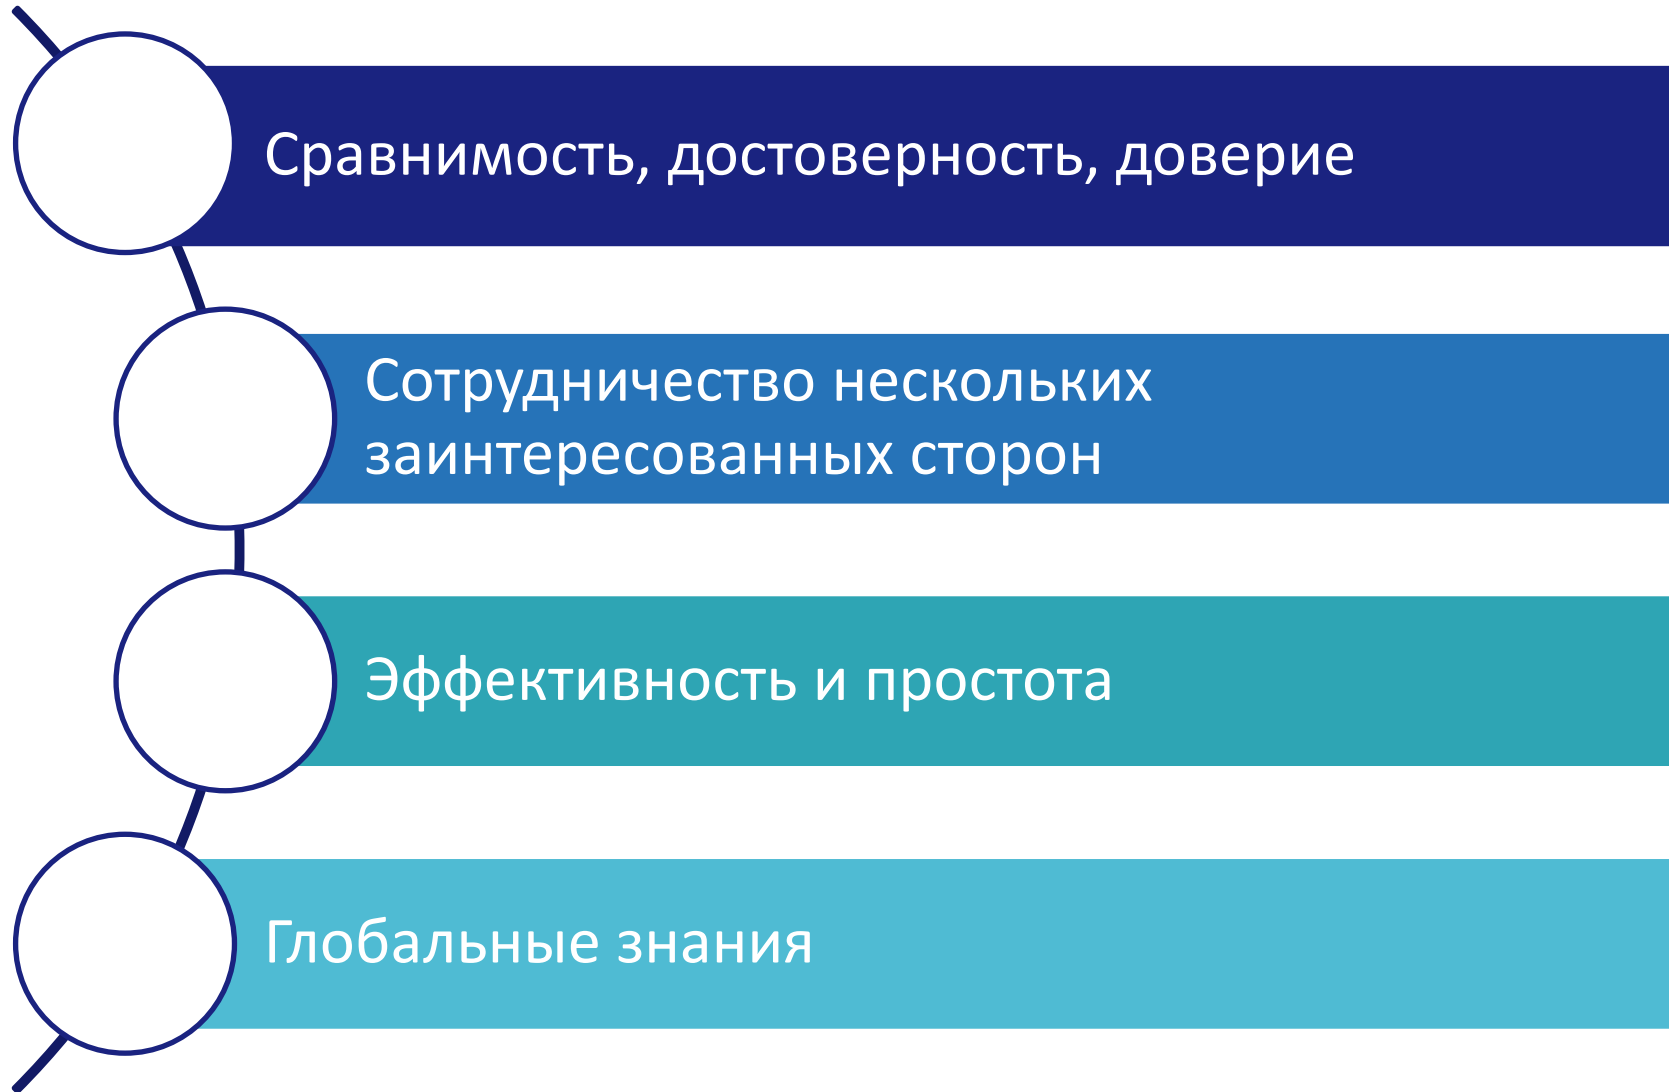 Сравнимость, достоверность, доверие
Сотрудничество нескольких
заинтересованных сторон
Эффективность и простота
Глобальные знания